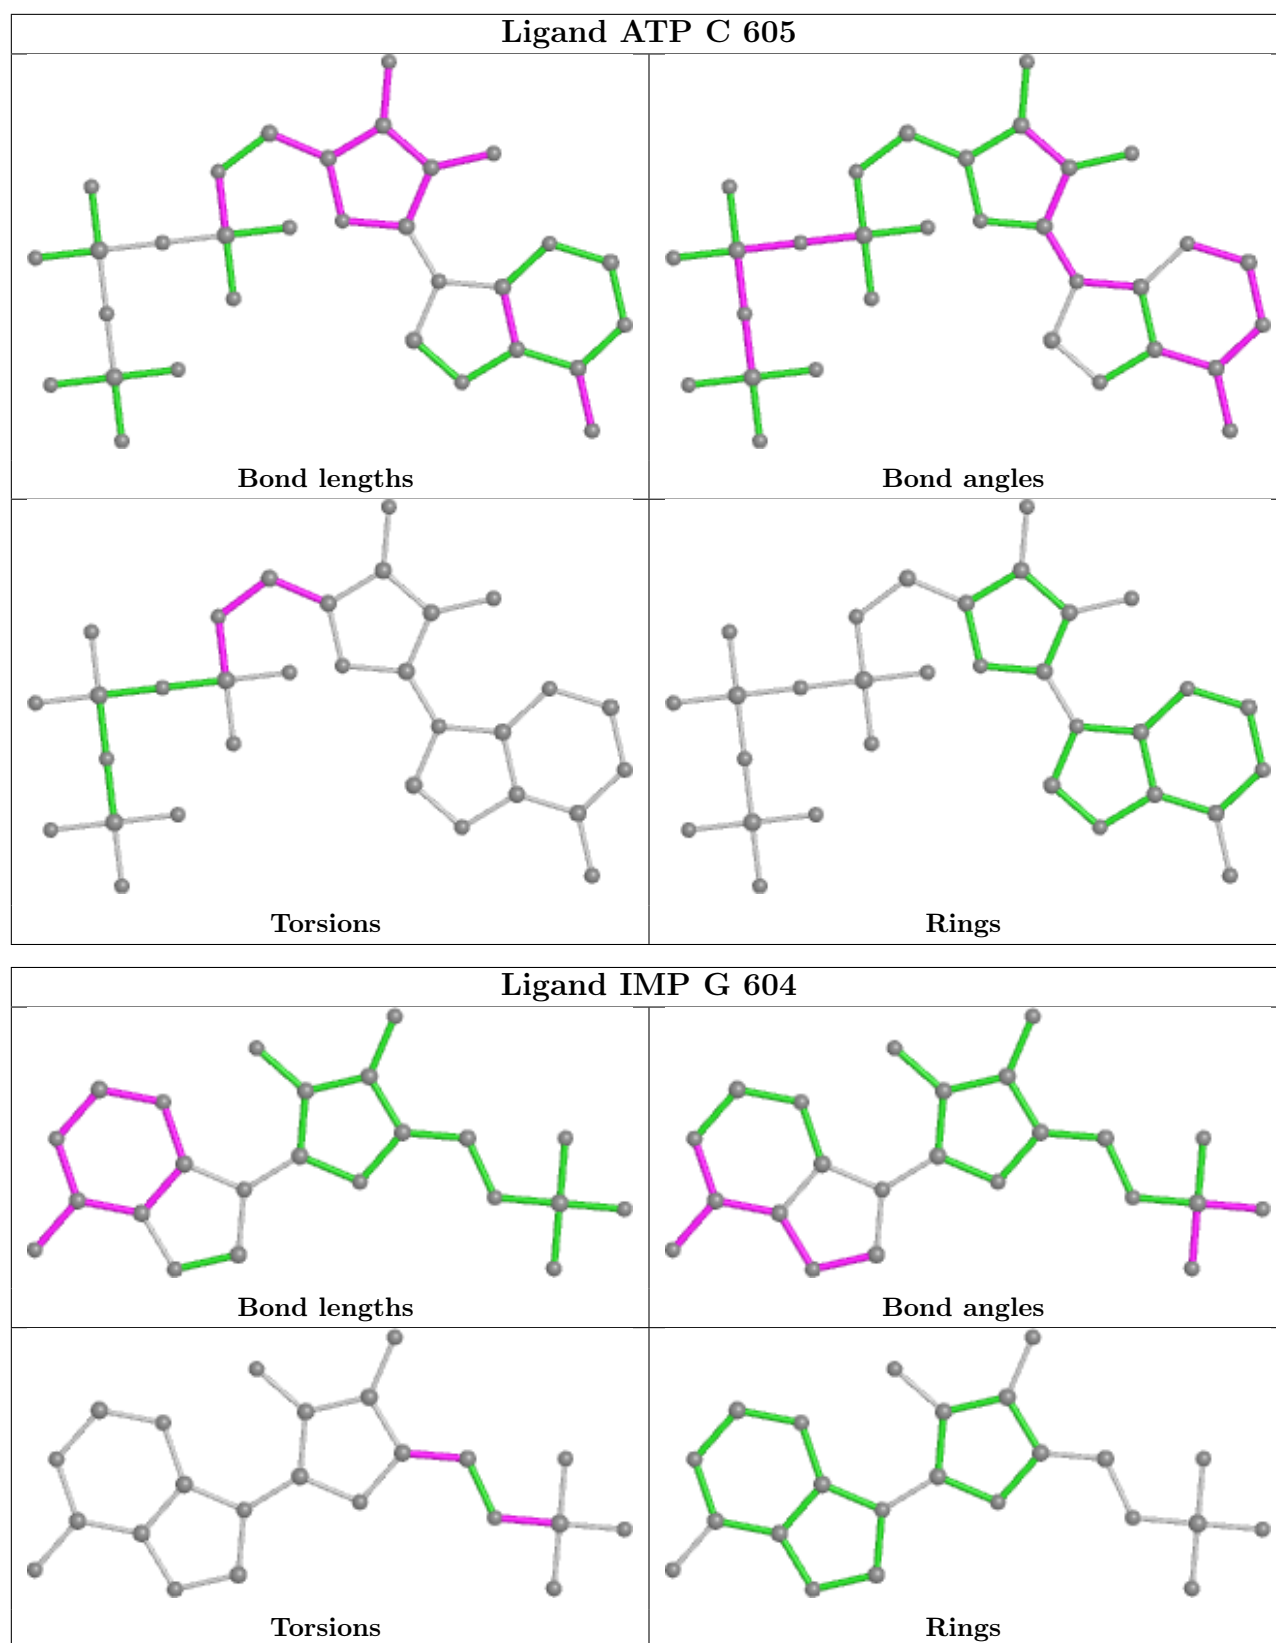 Ligand ATP C 605
Bond lengths
Bond angles
Torsions
Rings
Ligand IMP G 604
Bond lengths
Bond angles
Torsions
Rings